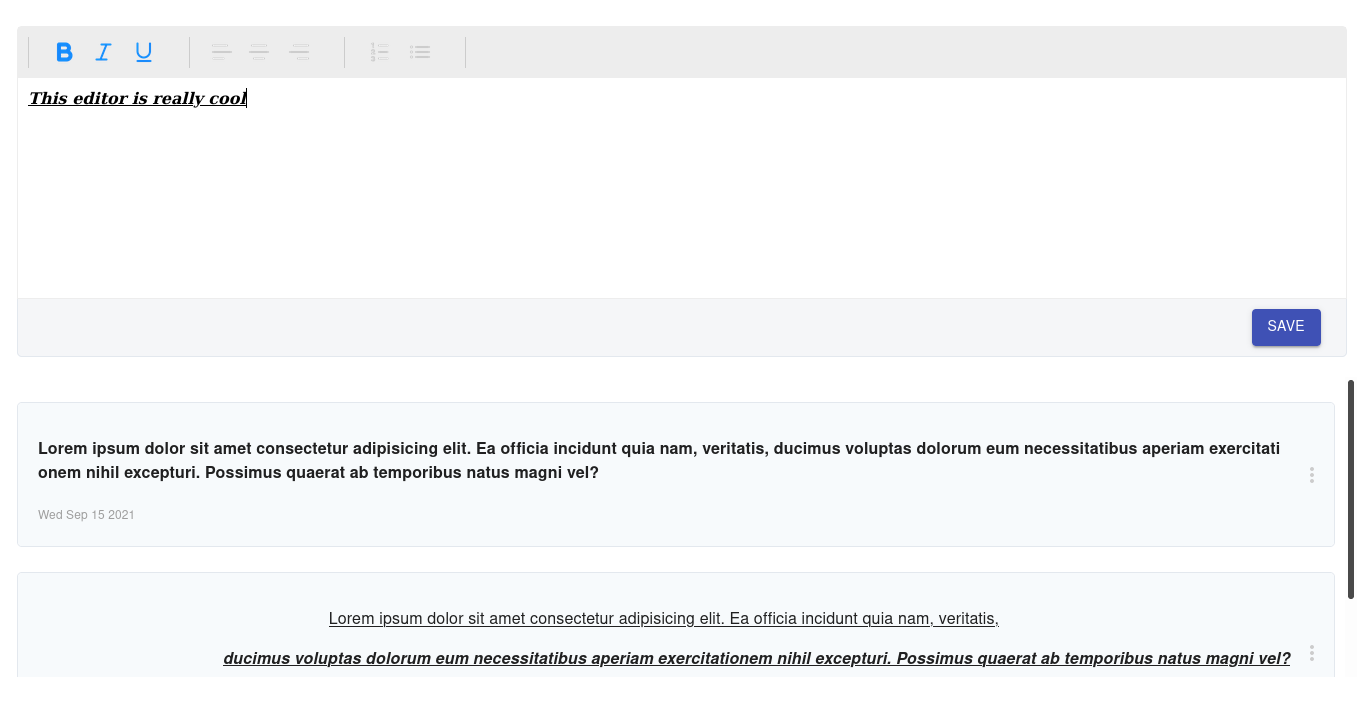 B I U
This editor is really cool
SAVE
Lorem ipsum dolor sit amet consectetur adipisicing elit. Ea officia incidunt quia nam, veritatis, ducimus voluptas dolorum eum necessitatibus aperiam exercitati
onem nihil excepturi. Possimus quaerat ab temporibus natus magni vel?
Wed Sep 15 2021
Lorem ipsum dolor sit amet consectetur adipisicing elit. Ea officia incidunt quia nam, veritatis,
ducimus voluptas dolorum eum necessitatibus aperiam exercitationem nihil excepturi. Possimus quaerat ab temporibus natus magni vel?